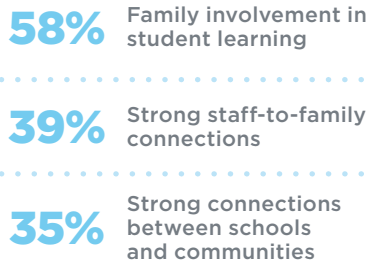 58%
Family involvement in
student learning
39%
Strong staff-to-family
connections
35%
Strong connections
between schools
and communities